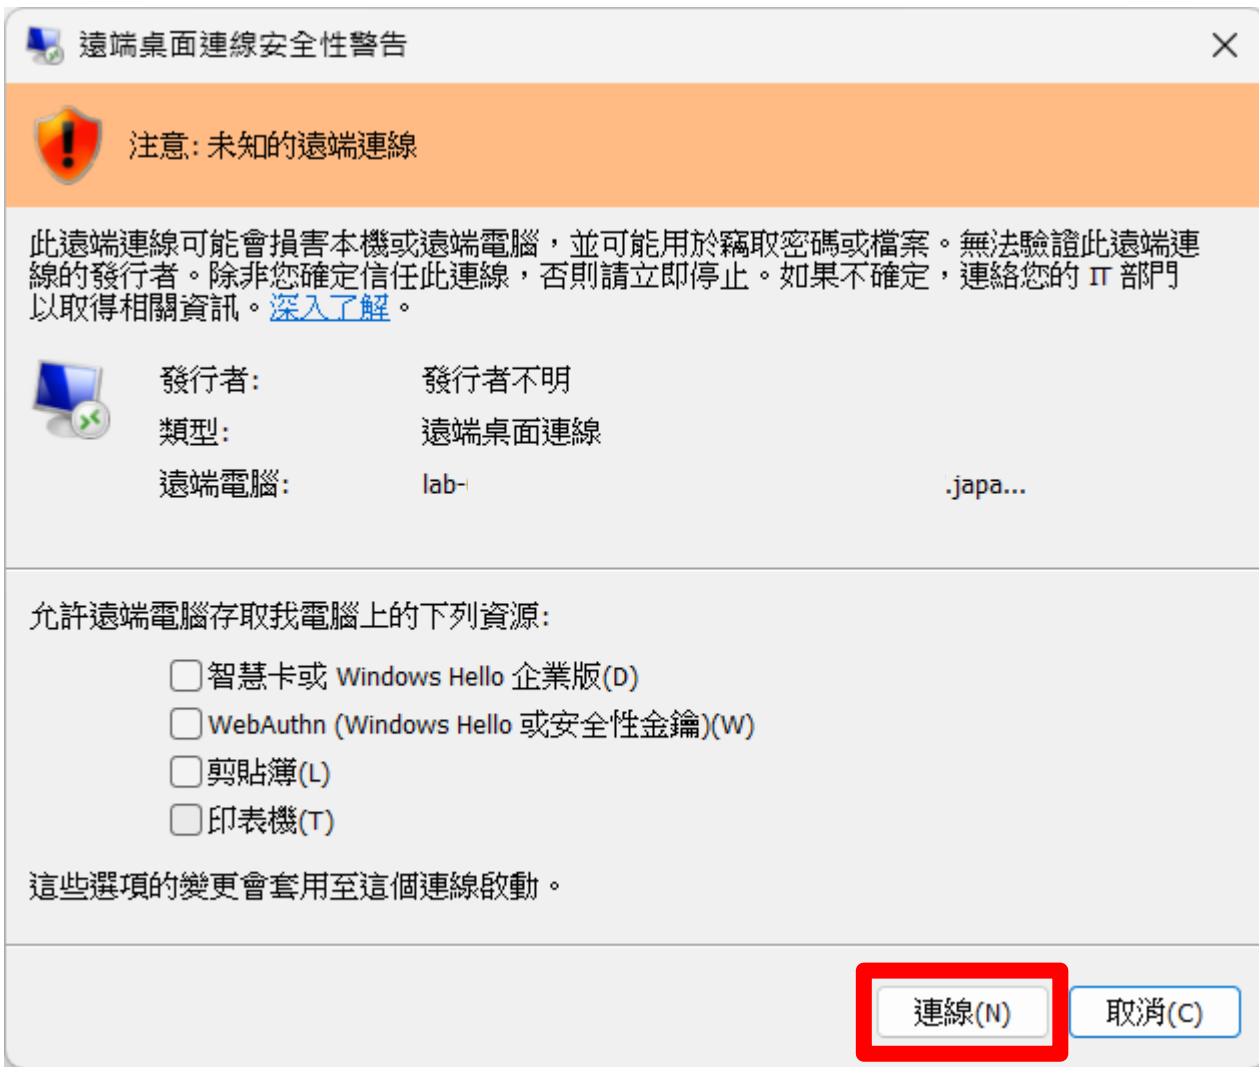 遠端桌面連線安全性警告
注意: 未知的遠端連線
此遠端連線可能會損害本機或遠端電腦，並可能用於竊取密碼或檔案。無法驗證此遠端連
線的發行者。除非您確定信任此連線，否則請立即停止。如果不確定，連絡您的 IT 部門
以取得相關資訊。深入了解。
發行者: 發行者不明
類型: 遠端桌面連線
遠端電腦: lab- .japa...
允許遠端電腦存取我電腦上的下列資源:
智慧卡或 Windows Hello 企業版(D)
WebAuthn (Windows Hello 或安全性金鑰)(W)
剪貼簿(L)
印表機(T)
這些選項的變更會套用至這個連線啟動。
連線(N) 取消(C)